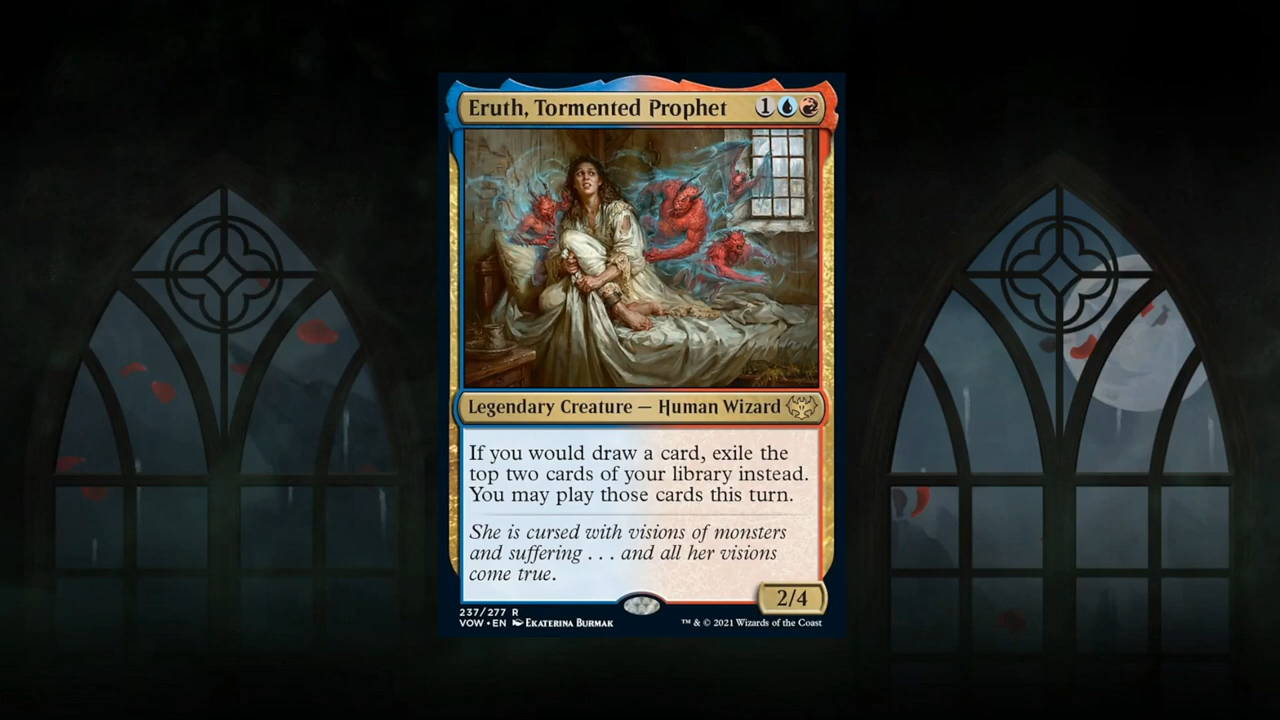 Eruth, Tormented Prophet 1
Legendary Creature — Human Wizard
If you would draw a card, exile the
top two cards of your library instead.
You may play those cards this turn.
She is cursed with visions of monsters
and suffering . . . and all her visions
come true.
2/4
237/277 R
VOW • EN Ekaterina Burmak
™ & © 2021 Wizards of the Coast